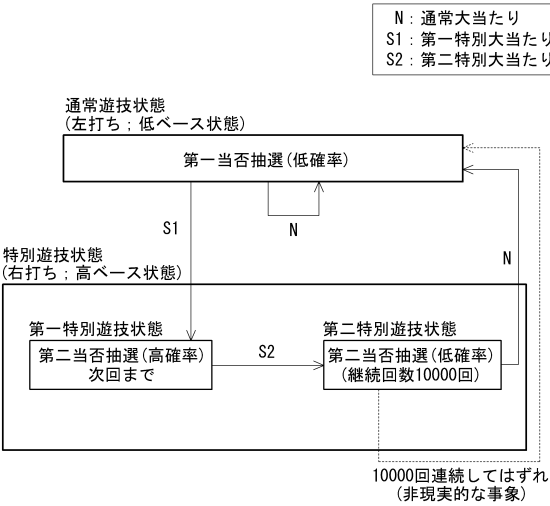 N：通常大当たり
S1：第一特別大当たり
S2：第二特別大当たり
通常遊技状態
(左打ち；低ベース状態)
第一当否抽選(低確率)
S1
N
N
特別遊技状態
(右打ち；高ベース状態)
第一特別遊技状態
第二当否抽選(高確率)
次回まで
S2
第二特別遊技状態
第二当否抽選(低確率)
(継続回数10000回)
10000回連続してはずれ
(非現実的な事象)